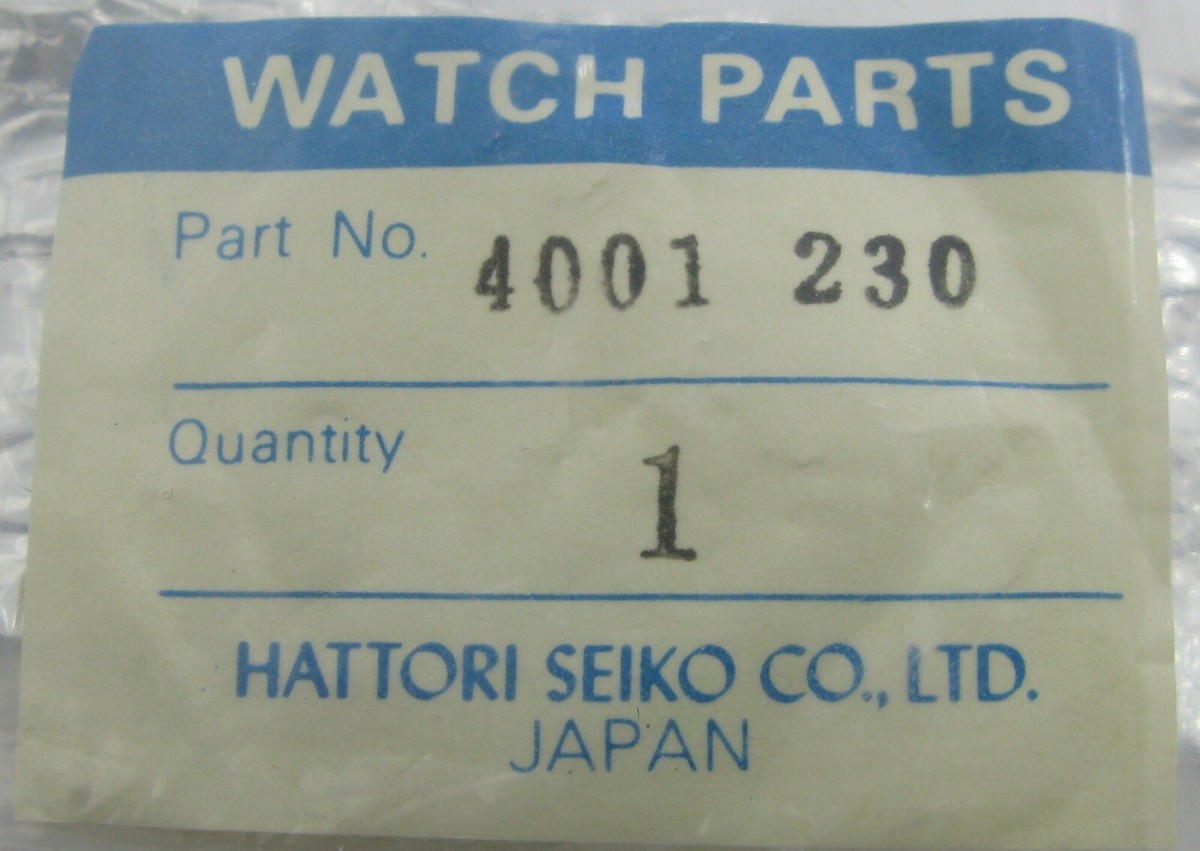 WATCH PARTS
Part No. 4001 230
Quantity 1
HATTORI SEIKO CO., LTD.
JAPAN